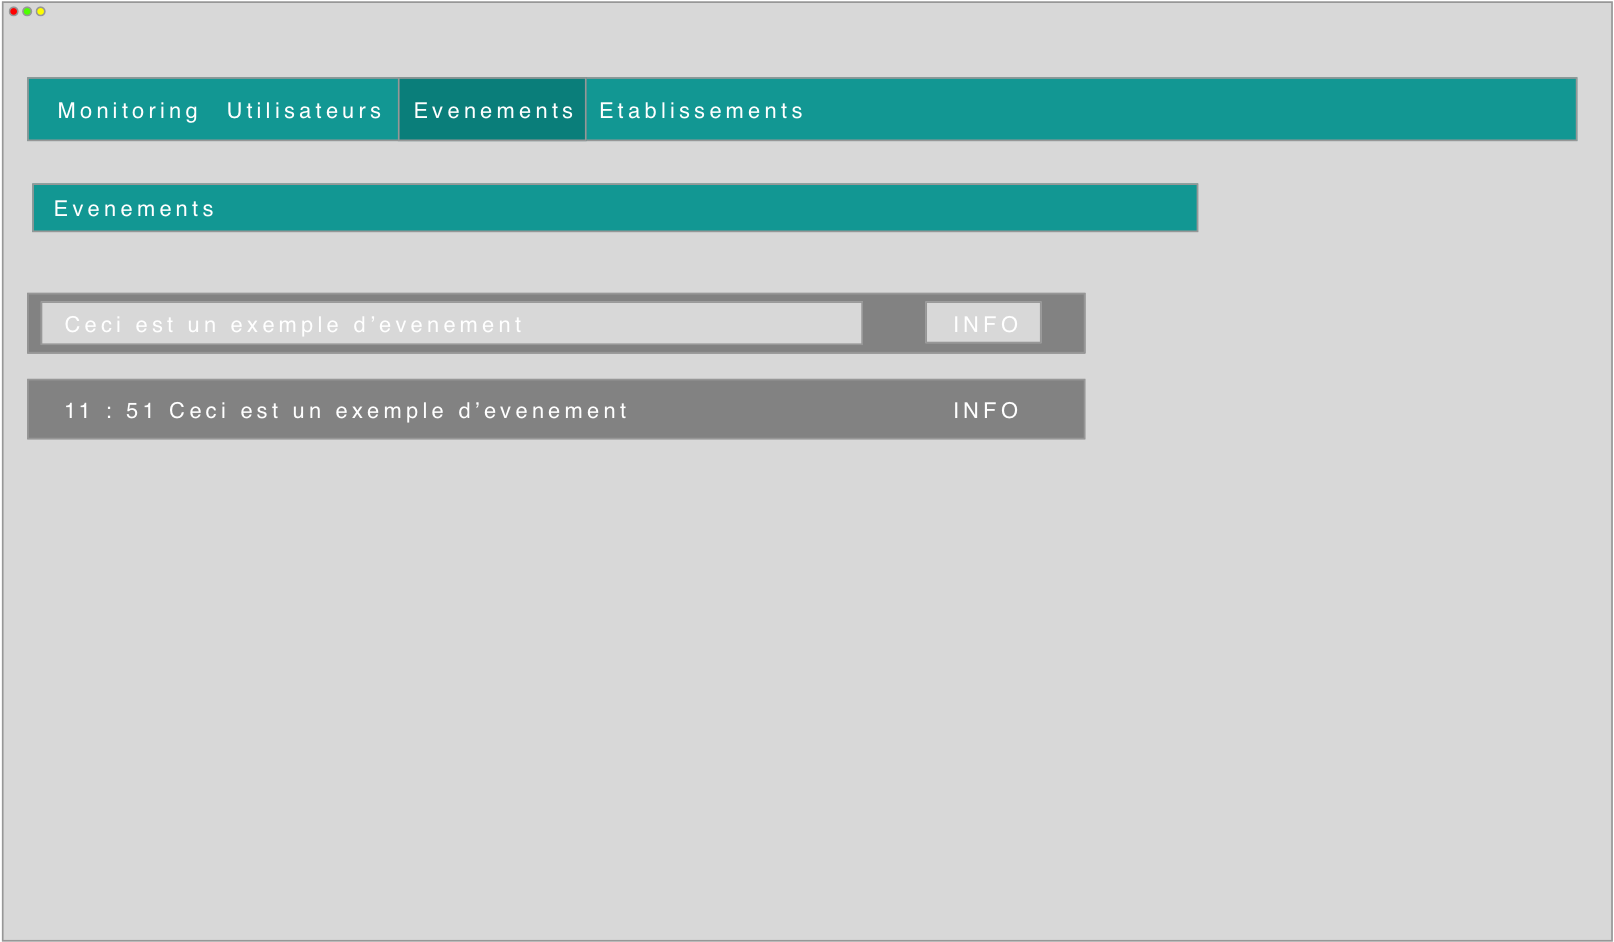 Monitoring Utilisateurs Evenements Etablissements
Evenements
Ceci est un exemple d’evenement INFO
11 : 51 Ceci est un exemple d’evenement INFO